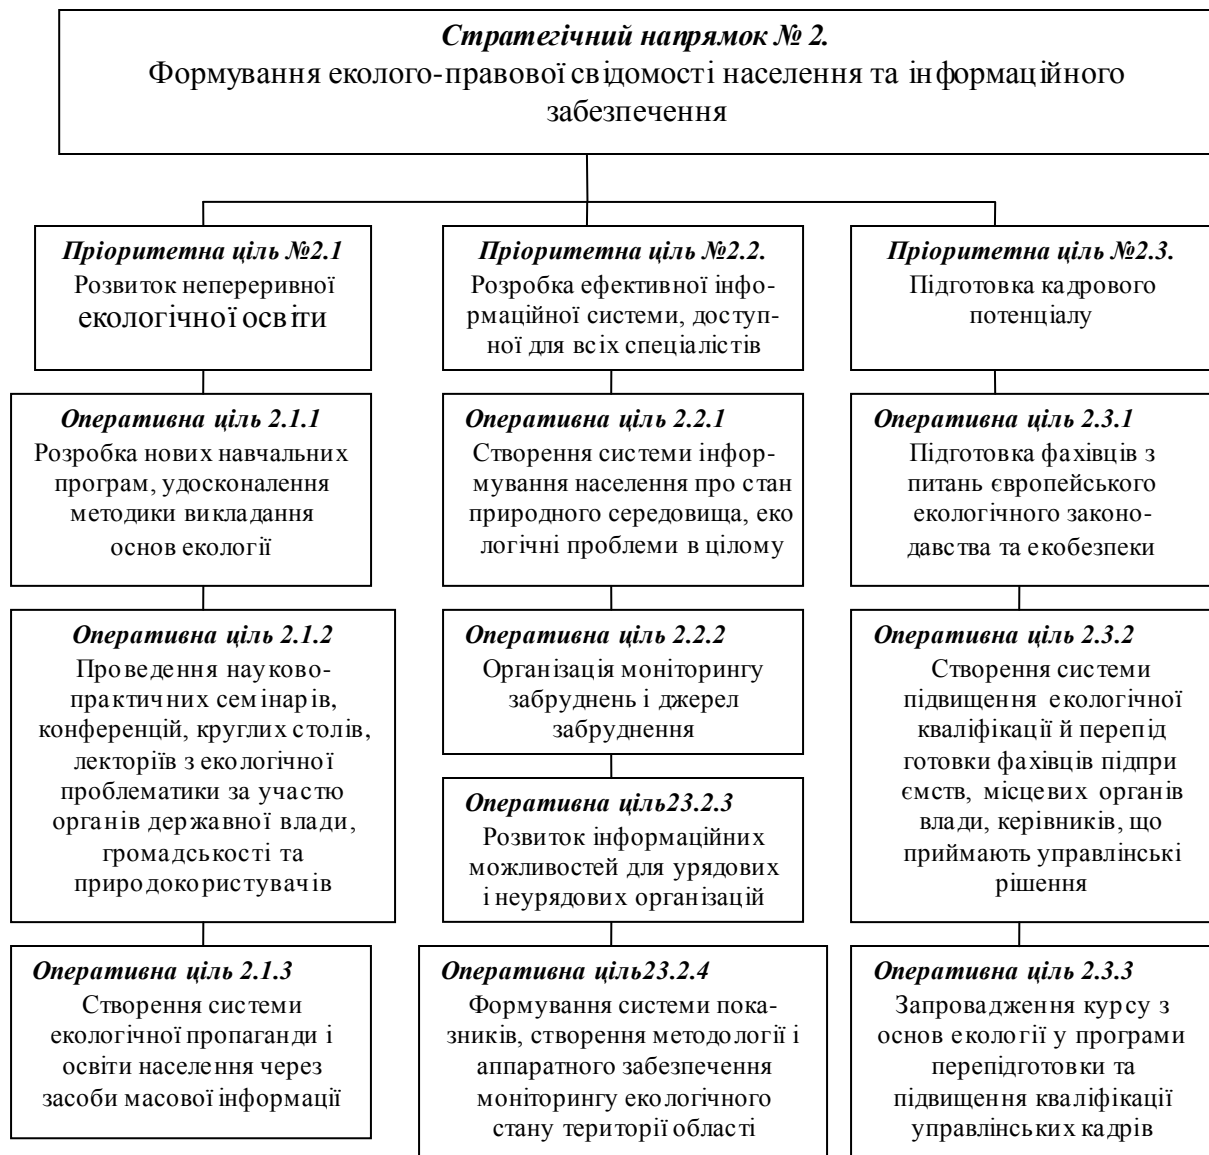 Стратегічний напрямок № 2.
Формування еколого-правової свідомості населення та інформаційного
забезпечення
Пріоритетна ціль №2.1
Розвиток непереривної
екологічної освіти
Пріоритетна ціль №2.2.
Розробка ефективної інфо-
рмаційної системи, доступ-
ної для всіх спеціалістів
Пріоритетна ціль №2.3.
Підготовка кадрового
потенціалу
Оперативна ціль 2.1.1
Розробка нових навчальних
програм, удосконалення
методики викладання
основ екології
Оперативна ціль 2.2.1
Створення системи інфор-
мування населення про стан
природного середовища, еко
логічні проблеми в цілому
Оперативна ціль 2.3.1
Підготовка фахівців з
питань європейського
екологічного законо-
давства та екобезпеки
Оперативна ціль 2.1.2
Проведення науково-
практичних семінарів,
конференцій, круглих столів,
лекторіїв з екологічної
проблематики за участю
органів державної влади,
громадськості та
природокористувачів
Оперативна ціль 2.2.2
Організація моніторингу
забруднень і джерел
забруднення
Оперативна ціль23.2.3
Розвиток інформаційних
можливостей для урядових
і неурядових організацій
Оперативна ціль 2.3.2
Створення системи
підвищення екологічної
кваліфікації й перепід
готовки фахівців підпри
ємств, місцевих органів
влади, керівників, що
приймають управлінські
рішення
Оперативна ціль 2.1.3
Створення системи
екологічної пропаганди і
освіти населення через
засоби масової інформації
Оперативна ціль23.2.4
Формування системи пока-
зників, створення методології і
аппаратного забезпечення
моніторингу екологічного
стану території області
Оперативна ціль 2.3.3
Запровадження курсу з
основ екології у програми
перепідготовки та
підвищення кваліфікації
управлінських кадрів